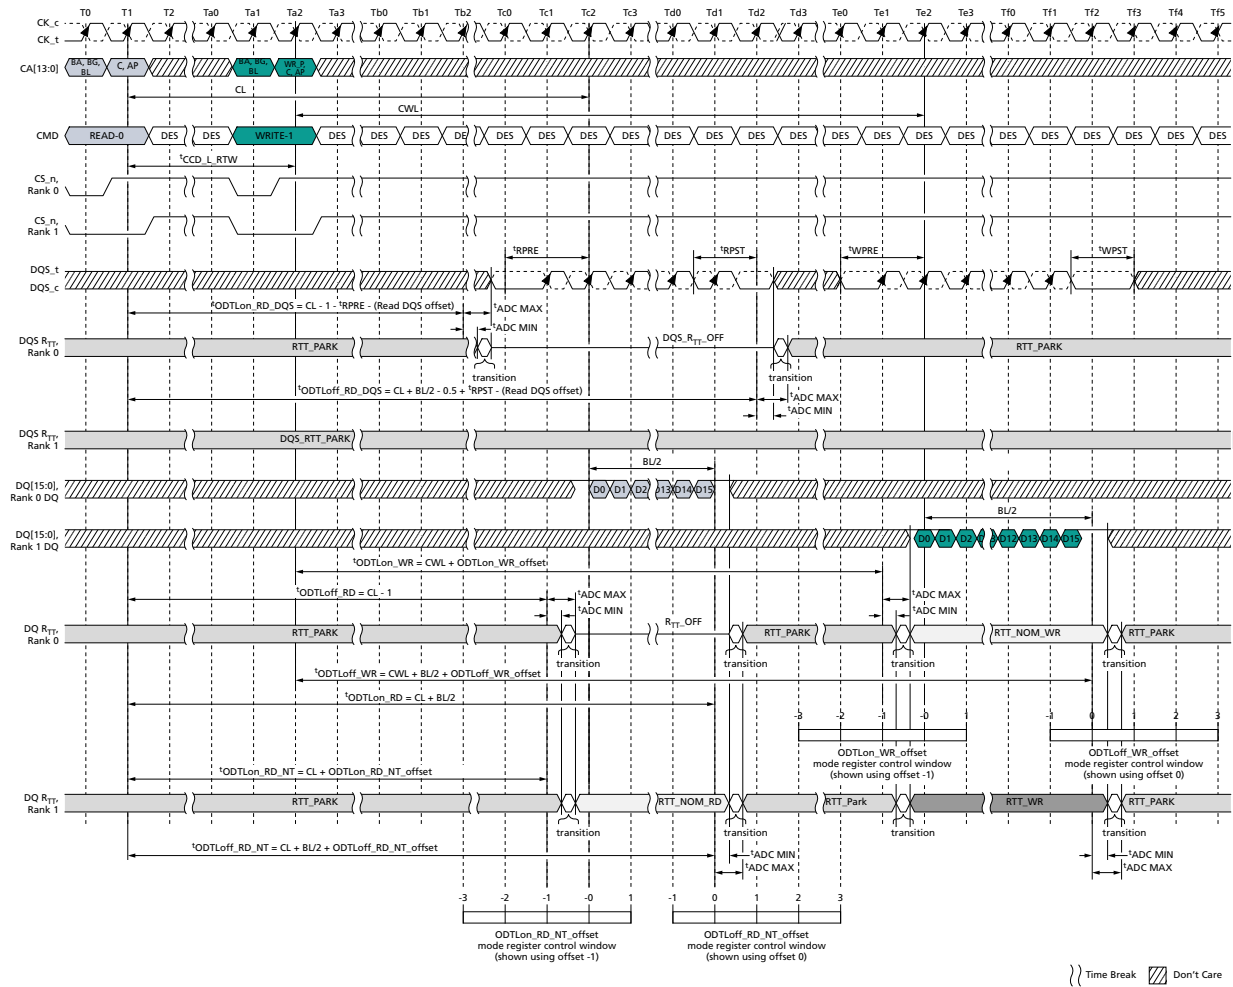 T0 T1 T2 Ta0 Ta1 Ta2 Ta3 Tb0 Tb1 Tb2 Tc0 Tc1 Tc2 Tc3 Td0 Td1 Td2 Td3 Te0 Te1 Te2 Te3 Tf0 Tf1 Tf2 Tf3 Tf4 Tf5
CK_c
CK_t
CA[13:0] BA, BG, BL C, AP BA, BG, BL WR_P, C, AP
CL
CWL
CMD READ-0 DES DES WRITE-1 DES DES DES DE DES DES DES DES DES DES DES DES DES DES DES DES DES DES DES DES DES DES
tCCD_L_RTW
CS_n,
Rank 0
CS_n,
Rank 1
tRPRE tRPST tWPRE tWPST
DQS_t
DQS_c
tODTLon_RD_DQS = CL - 1 - tRPRE - (Read DQS offset) tADC MAX
tADC MIN
DQS RTT,
Rank 0
RTT_PARK DQS_RTT_OFF RTT_PARK
transition transition
tODTLoff_RD_DQS = CL + BL/2 - 0.5 + tRPST - (Read DQS offset) tADC MAX
tADC MIN
DQS RTT,
Rank 1
DQS_RTT_PARK
BL/2
DQ[15:0],
Rank 0 DQ
D0 D1 D2 D13 D14 D15
BL/2
DQ[15:0],
Rank 1 DQ
D0 D1 D2 D12 D13 D14 D15
tODTLon_WR = CWL + ODTLon_WR_offset
tODTLoff_RD = CL - 1 tADC MAX tADC MAX
tADC MIN tADC MIN
DQ RTT,
Rank 0
RTT_PARK RTT_OFF RTT_PARK RTT_NOM_WR RTT_PARK
transition transition transition transition
tODTLoff_WR = CWL + BL/2 + ODTLoff_WR_offset
tODTLon_RD = CL + BL/2
-3 -2 -1 -0 1 -1 0 1 2 3
ODTLon_WR_offset
mode register control window
(shown using offset -1)
ODTLoff_WR_offset
mode register control window
(shown using offset 0)
tODTLon_RD_NT = CL + ODTLon_RD_NT_offset
DQ RTT,
Rank 1
RTT_PARK RTT_NOM_RD RTT_Park RTT_WR RTT_PARK
transition transition transition transition
tODTLoff_RD_NT = CL + BL/2 + ODTLoff_RD_NT_offset tADC MIN tADC MIN
tADC MAX tADC MAX
-3 -2 -1 -0 1 -1 0 1 2 3
ODTLon_RD_NT_offset
mode register control window
(shown using offset -1)
ODTLoff_RD_NT_offset
mode register control window
(shown using offset 0)
Time Break Don't Care